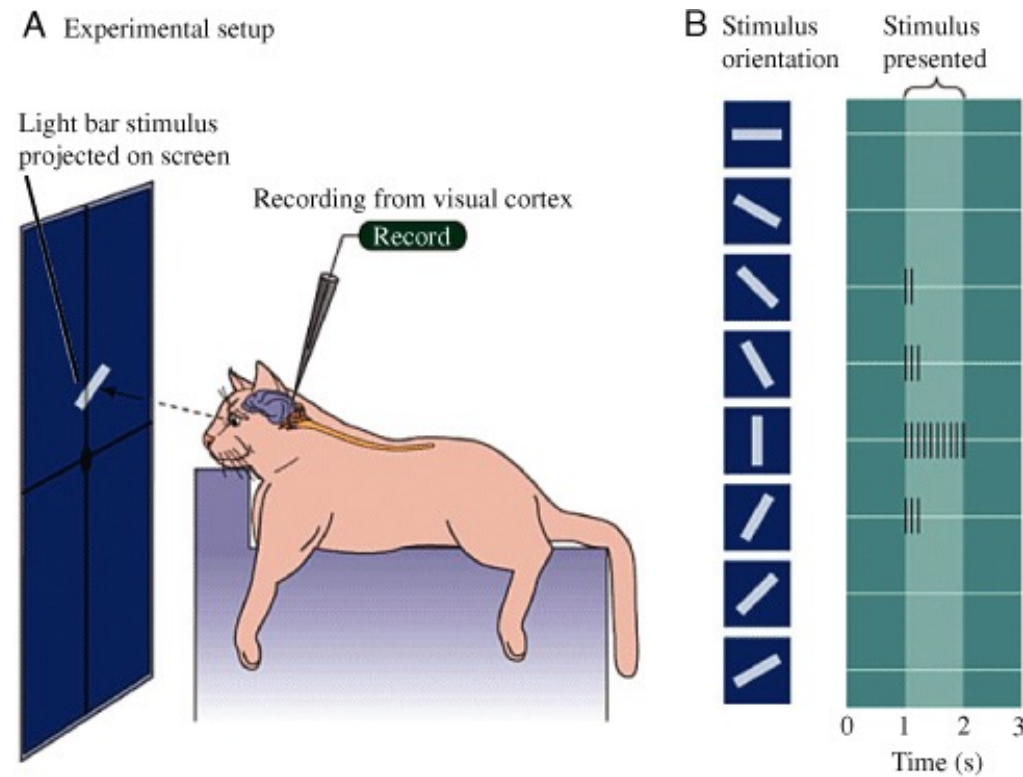 A Experimental setup
Light bar stimulus
projected on screen
Recording from visual cortex
Record
B Stimulus
orientation
Stimulus
presented
0 1 2 3
Time (s)